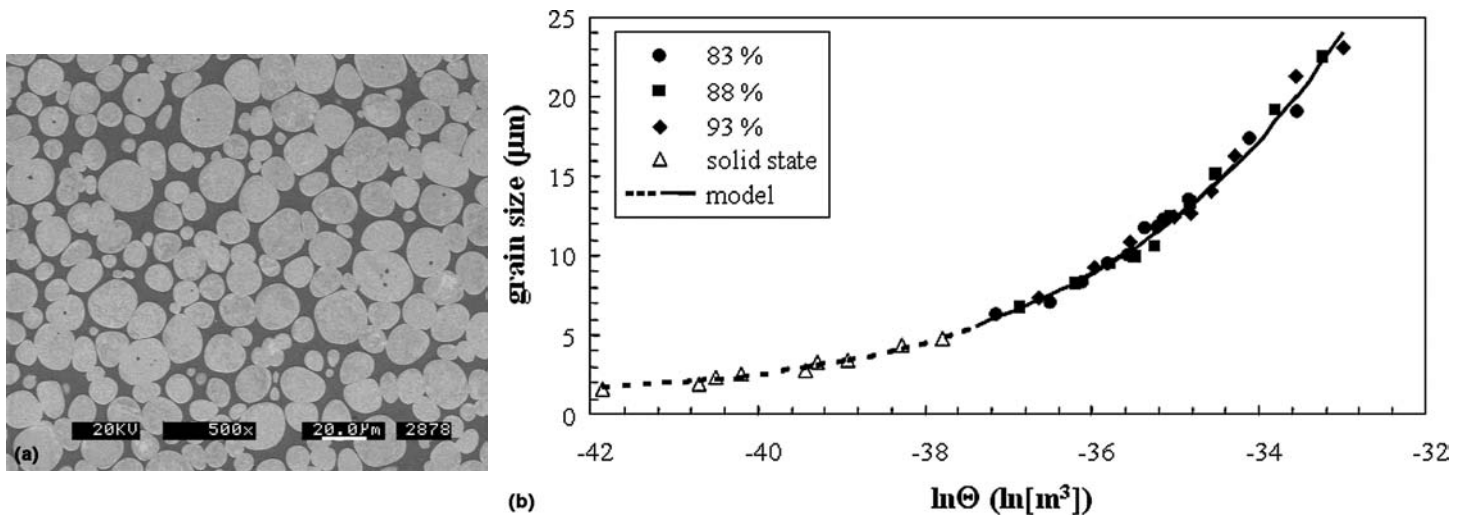 20KV 500x 20.0µm 2878
(a)
25
20
15
10
5
0
grain size (µm)
83 %
88 %
93 %
solid state
model
-42 -40 -38 -36 -34 -32
lnΘ (ln[m³])
(b)